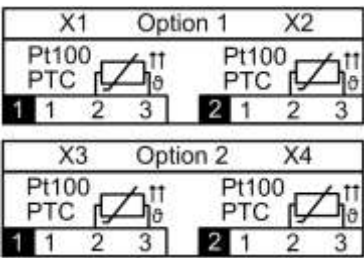 X1 Option 1 X2
Pt100 Pt100
PTC ϑ PTC ϑ
1 1 2 3 2 1 2 3
X3 Option 2 X4
Pt100 Pt100
PTC ϑ PTC ϑ
1 1 2 3 2 1 2 3